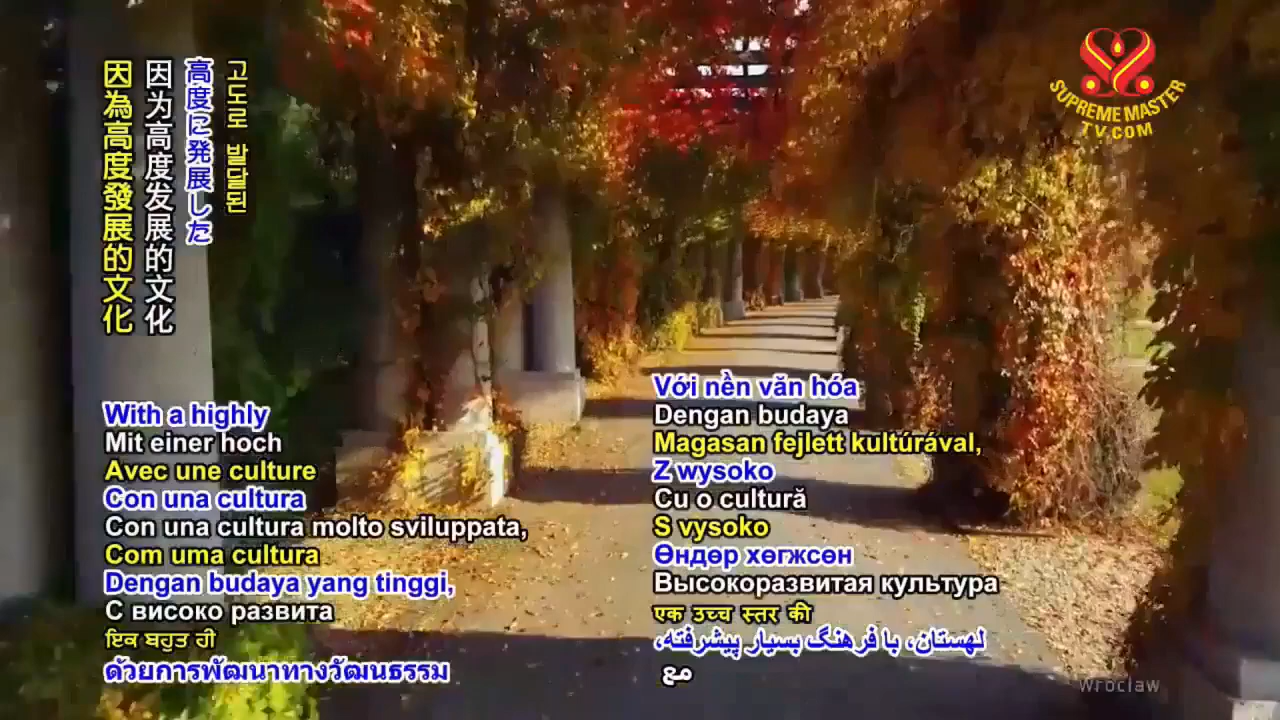 고도로 발달된
高度に発展した
因为高度发展的文化
因為高度發展的文化
SUPREME MASTER
TV.COM
With a highly
Mit einer hoch
Avec une culture
Con una cultura
Con una cultura molto sviluppata,
Com uma cultura
Dengan budaya yang tinggi,
С високо развита
ਇਕ ਬਹੁਤ ਹੀ
ด้วยการพัฒนาทางวัฒนธรรม
Với nền văn hóa
Dengan budaya
Magasan fejlett kultúrával,
Z wysoko
Cu o cultură
S vysoko
Өндөр хөгжсөн
Высокоразвитая культура
एक उच्च स्तर की
لهستان، با فرهنگ بسیار پیشرفته،
مع
Wrocław